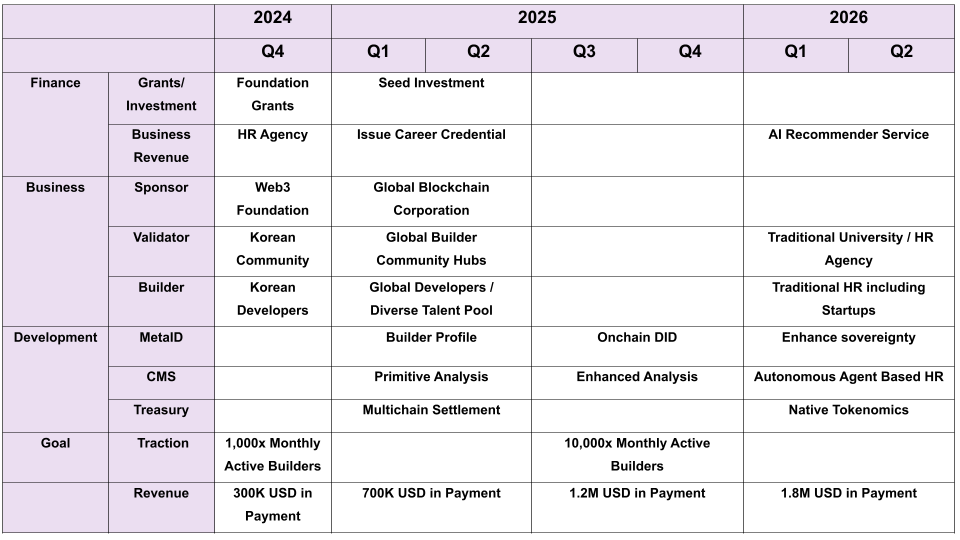 2024 2025 2026
Q4 Q1 Q2 Q3 Q4 Q1 Q2
Finance Grants/ Foundation Seed Investment
Investment Grants
Business HR Agency Issue Career Credential AI Recommender Service
Revenue
Business Sponsor Web3 Global Blockchain
Foundation Corporation
Validator Korean Global Builder Traditional University / HR
Community Community Hubs Agency
Builder Korean Global Developers / Traditional HR including
Developers Diverse Talent Pool Startups
Development MetaID Builder Profile Onchain DID Enhance sovereignty
CMS Primitive Analysis Enhanced Analysis Autonomous Agent Based HR
Treasury Multichain Settlement Native Tokenomics
Goal Traction 1,000x Monthly 10,000x Monthly Active
Active Builders Builders
Revenue 300K USD in 700K USD in Payment 1.2M USD in Payment 1.8M USD in Payment
Payment